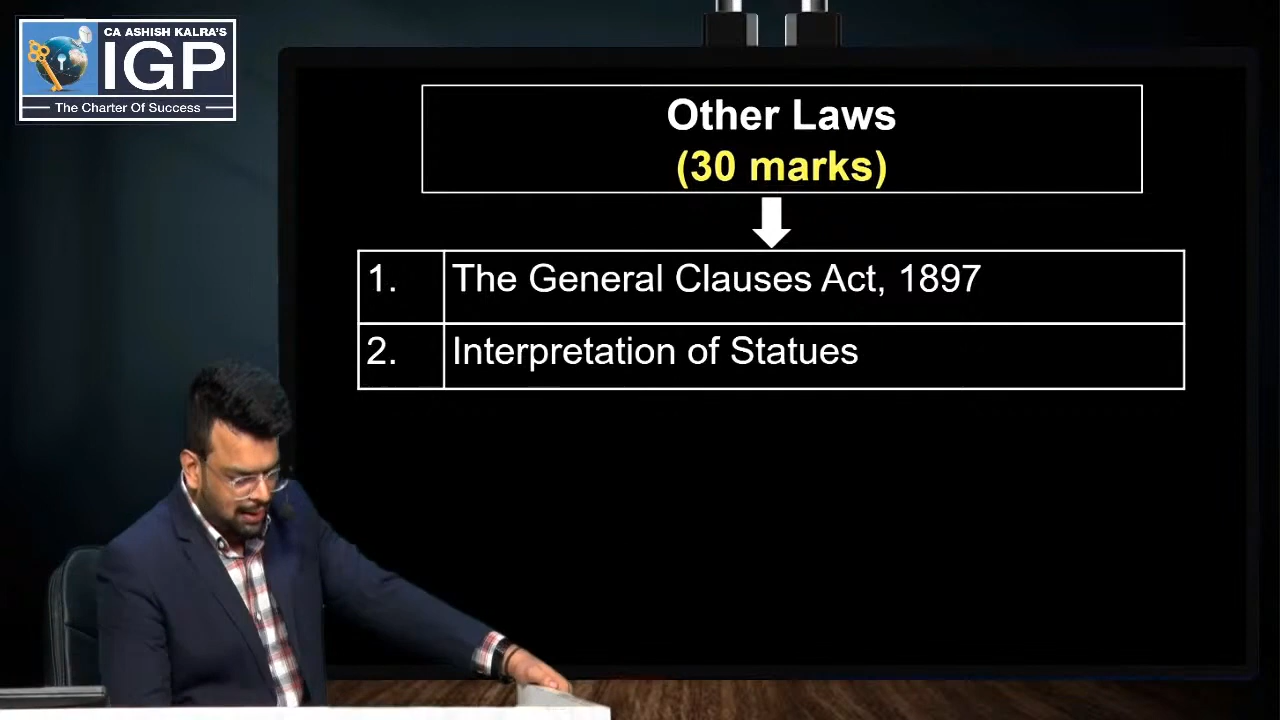 CA ASHISH KALRA'S
IGP
The Charter Of Success
Other Laws
(30 marks)
1. The General Clauses Act, 1897
2. Interpretation of Statues